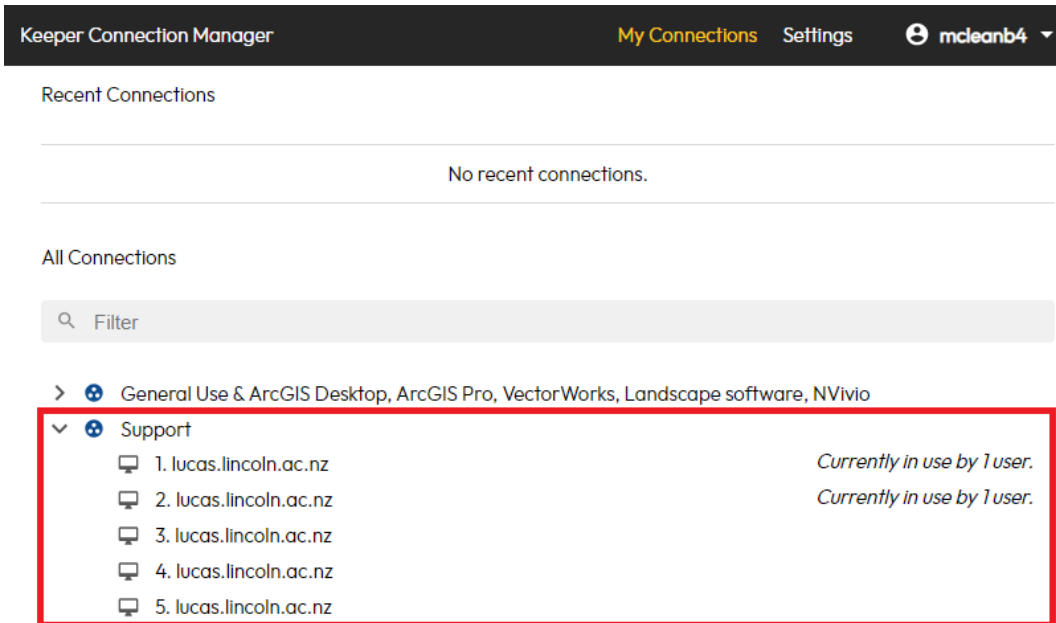 Keeper Connection Manager My Connections Settings mcleanb4
Recent Connections
No recent connections.
All Connections
Filter
General Use & ArcGIS Desktop, ArcGIS Pro, VectorWorks, Landscape software, NVivio
Support
1. lucas.lincoln.ac.nz Currently in use by 1 user.
2. lucas.lincoln.ac.nz Currently in use by 1 user.
3. lucas.lincoln.ac.nz
4. lucas.lincoln.ac.nz
5. lucas.lincoln.ac.nz